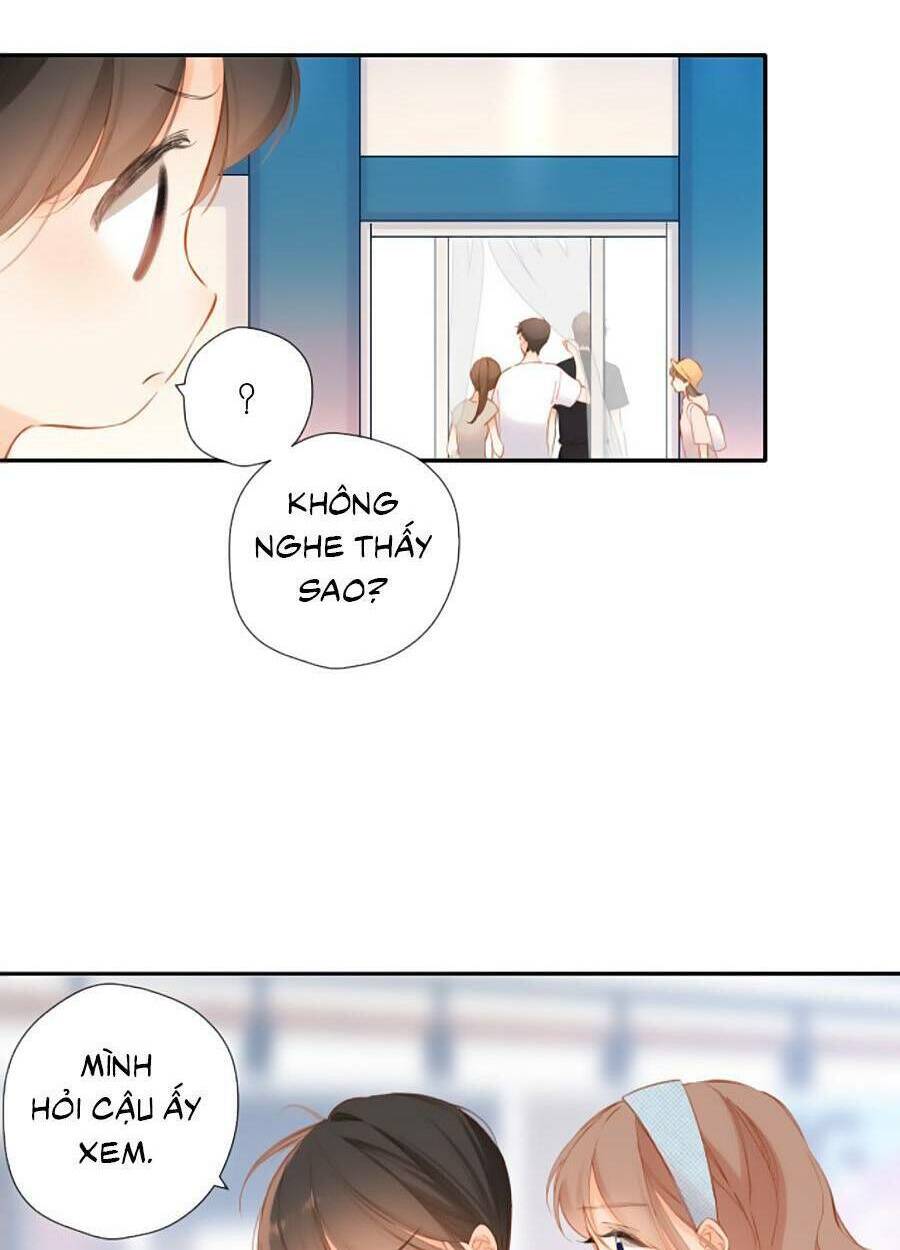 ?
KHÔNG
NGHE THẤY
SAO?
MÌNH
HỎI CẬU ẤY
XEM.